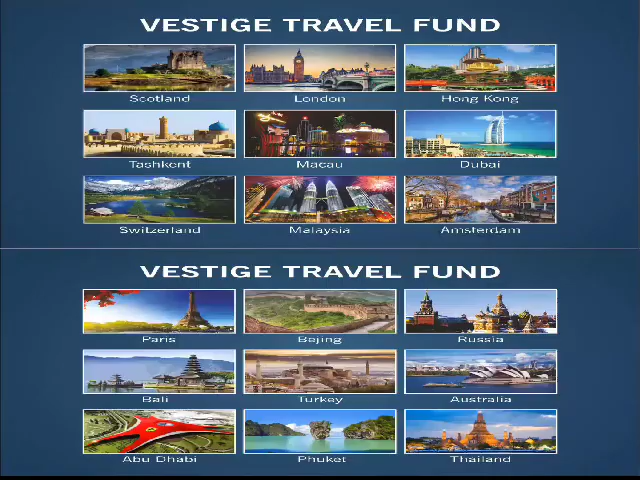 VESTIGE TRAVEL FUND
Scotland London Hong Kong
Tashkent Macau Dubai
Switzerland Malaysia Amsterdam
VESTIGE TRAVEL FUND
Paris Bejing Russia
Bali Turkey Australia
Abu Dhabi Phuket Thailand